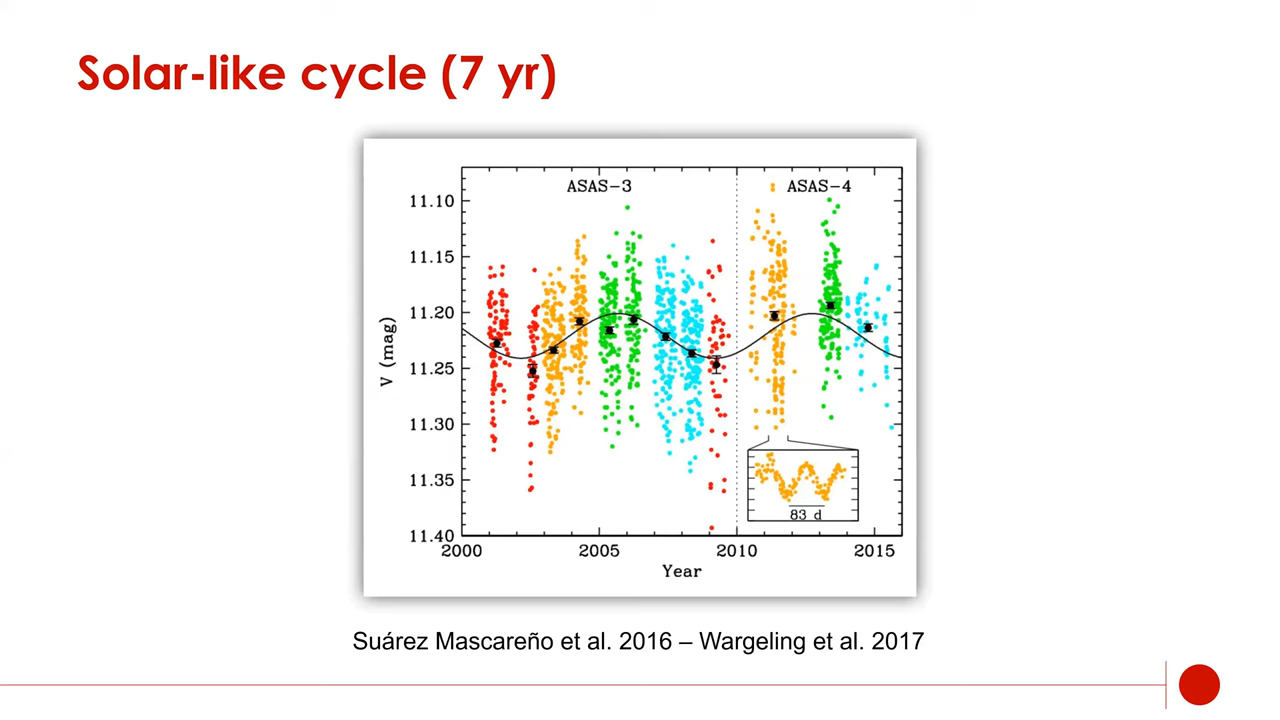 Solar-like cycle (7 yr)
ASAS-3
ASAS-4
11.10
11.15
11.20
11.25
11.30
11.35
11.40
V (mag)
83 d
2000
2005
2010
2015
Year
Suárez Mascareño et al. 2016 – Wargeling et al. 2017